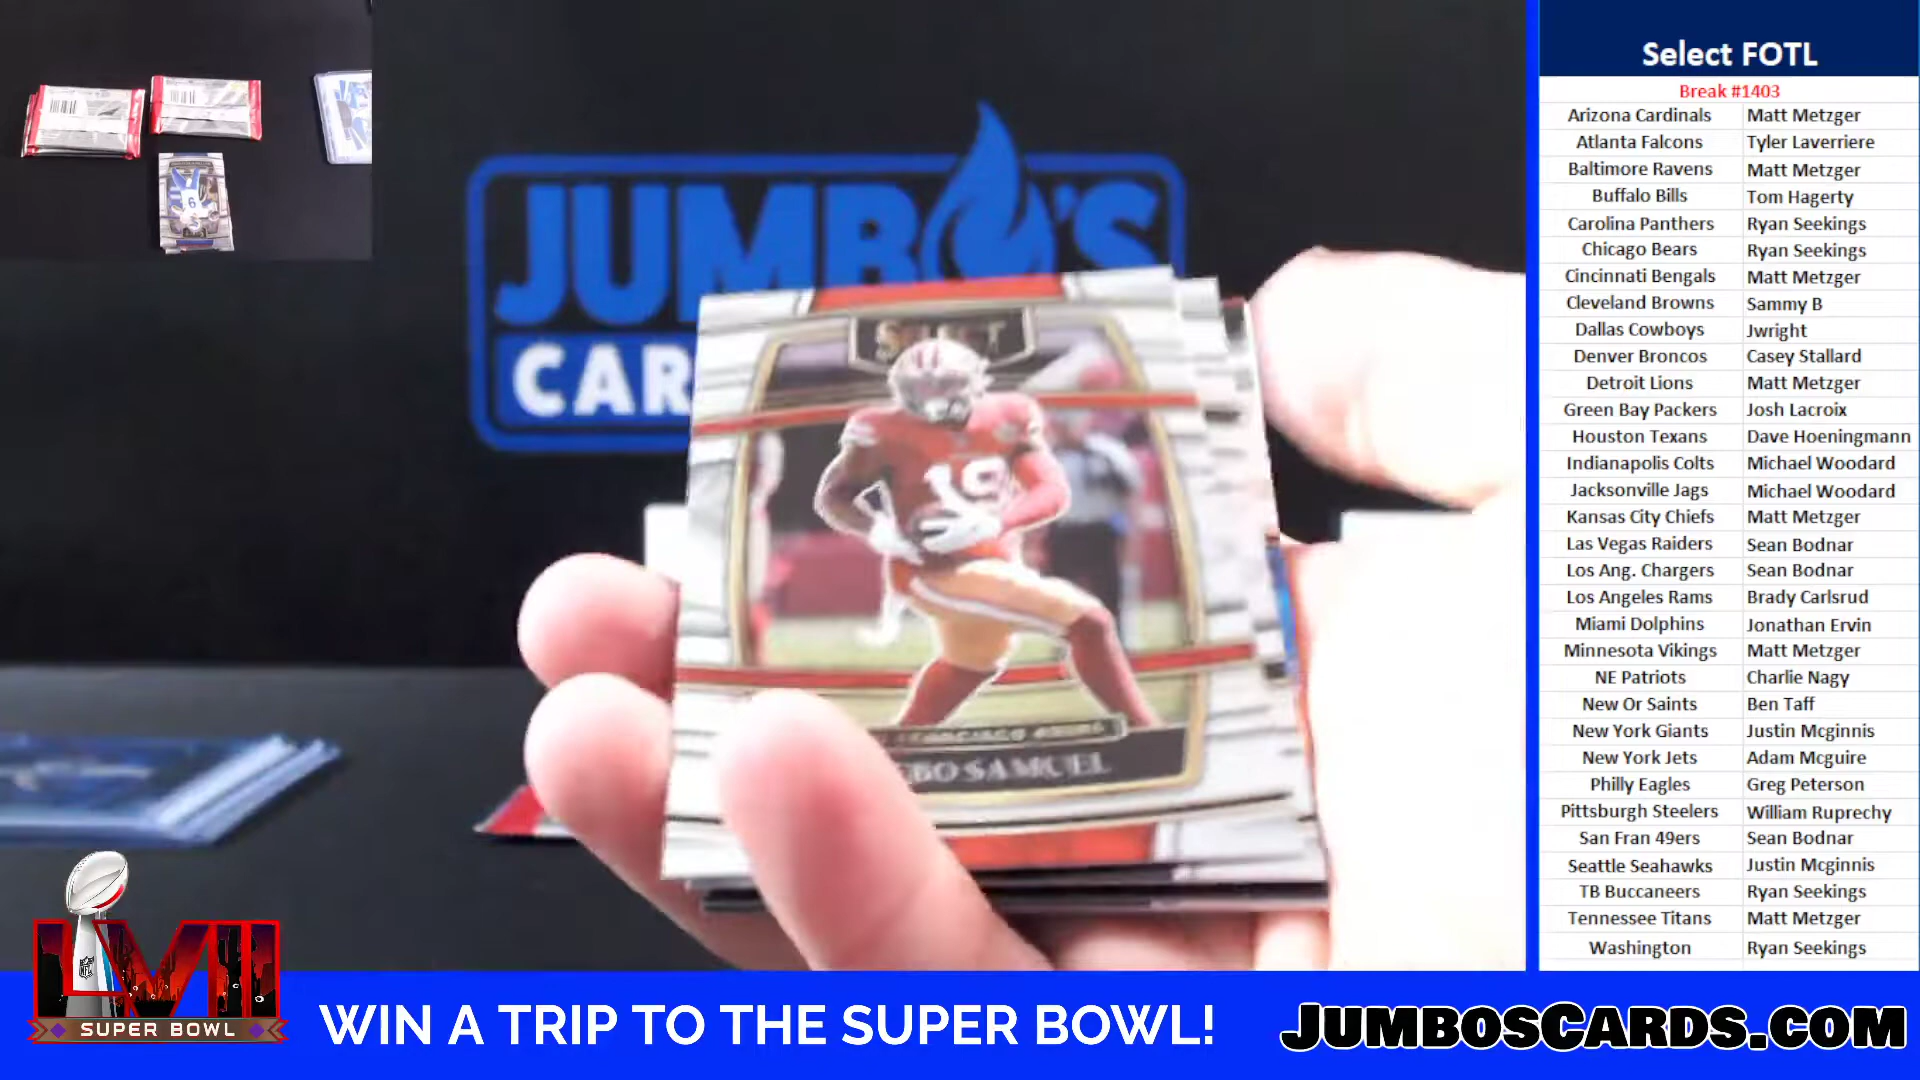 JUMBO'S
CAR
SELECT
19
BO SAMUEL
Select FOTL
Break #1403
Arizona Cardinals Matt Metzger
Atlanta Falcons Tyler Laverriere
Baltimore Ravens Matt Metzger
Buffalo Bills Tom Hagerty
Carolina Panthers Ryan Seekings
Chicago Bears Ryan Seekings
Cincinnati Bengals Matt Metzger
Cleveland Browns Sammy B
Dallas Cowboys Jwright
Denver Broncos Casey Stallard
Detroit Lions Matt Metzger
Green Bay Packers Josh Lacroix
Houston Texans Dave Hoeningmann
Indianapolis Colts Michael Woodard
Jacksonville Jags Michael Woodard
Kansas City Chiefs Matt Metzger
Las Vegas Raiders Sean Bodnar
Los Ang. Chargers Sean Bodnar
Los Angeles Rams Brady Carlsrud
Miami Dolphins Jonathan Ervin
Minnesota Vikings Matt Metzger
NE Patriots Charlie Nagy
New Or Saints Ben Taff
New York Giants Justin Mcginnis
New York Jets Adam Mcguire
Philly Eagles Greg Peterson
Pittsburgh Steelers William Ruprechy
San Fran 49ers Sean Bodnar
Seattle Seahawks Justin Mcginnis
TB Buccaneers Ryan Seekings
Tennessee Titans Matt Metzger
Washington Ryan Seekings
LVII
NFL
SUPER BOWL
WIN A TRIP TO THE SUPER BOWL!
JUMBOSCARDS.COM